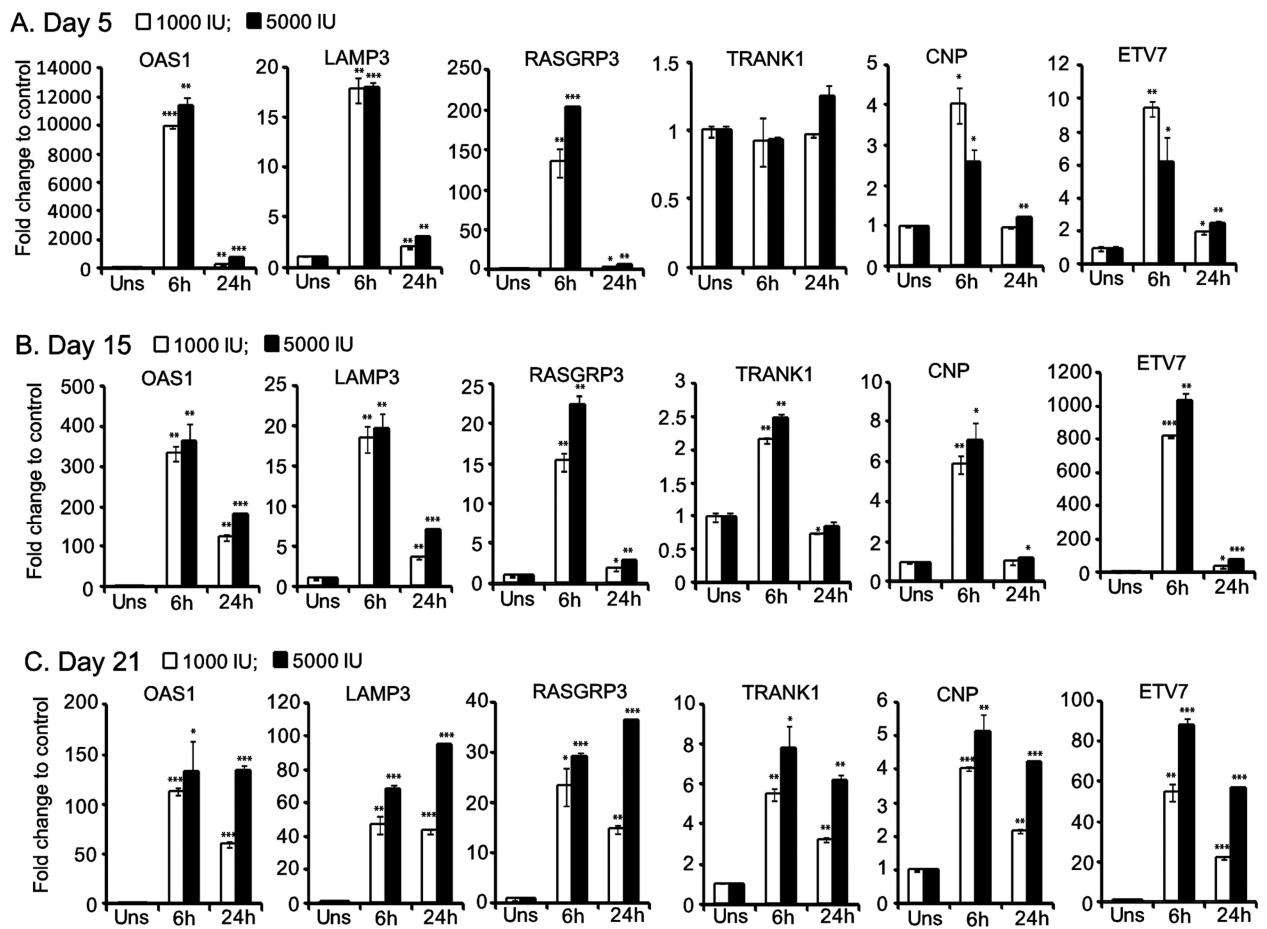 A. Day 5 1000 IU; 5000 IU
OAS1 LAMP3 RASGRP3 TRANK1 CNP ETV7
Fold change to control
14000 12000 10000 8000 6000 4000 2000 0
** *** ** ***
Uns 6h 24h
20 15 10 5 0
** *** ** **
Uns 6h 24h
250 200 150 100 50 0
** *** * **
Uns 6h 24h
1.5 1 0.5 0
Uns 6h 24h
5 4 3 2 1 0
* * **
Uns 6h 24h
12 10 8 6 4 2 0
** * * **
Uns 6h 24h
B. Day 15 1000 IU; 5000 IU
OAS1 LAMP3 RASGRP3 TRANK1 CNP ETV7
Fold change to control
500 400 300 200 100 0
** ** ** ***
Uns 6h 24h
25 20 15 10 5 0
** ** ** ***
Uns 6h 24h
25 20 15 10 5 0
** ** * **
Uns 6h 24h
3 2.5 2 1.5 1 0.5 0
** ** *
Uns 6h 24h
10 8 6 4 2 0
** * *
Uns 6h 24h
1200 1000 800 600 400 200 0
*** ** * ***
Uns 6h 24h
C. Day 21 1000 IU; 5000 IU
OAS1 LAMP3 RASGRP3 TRANK1 CNP ETV7
Fold change to control
200 150 100 50 0
*** * *** 
Uns 6h 24h
120 100 80 60 40 20 0
** *** *** ***
Uns 6h 24h
40 30 20 10 0
* *** ** ***
Uns 6h 24h
10 8 6 4 2 0
** * ** **
Uns 6h 24h
6 5 4 3 2 1 0
*** ** ** ***
Uns 6h 24h
100 80 60 40 20 0
** *** *** ***
Uns 6h 24h